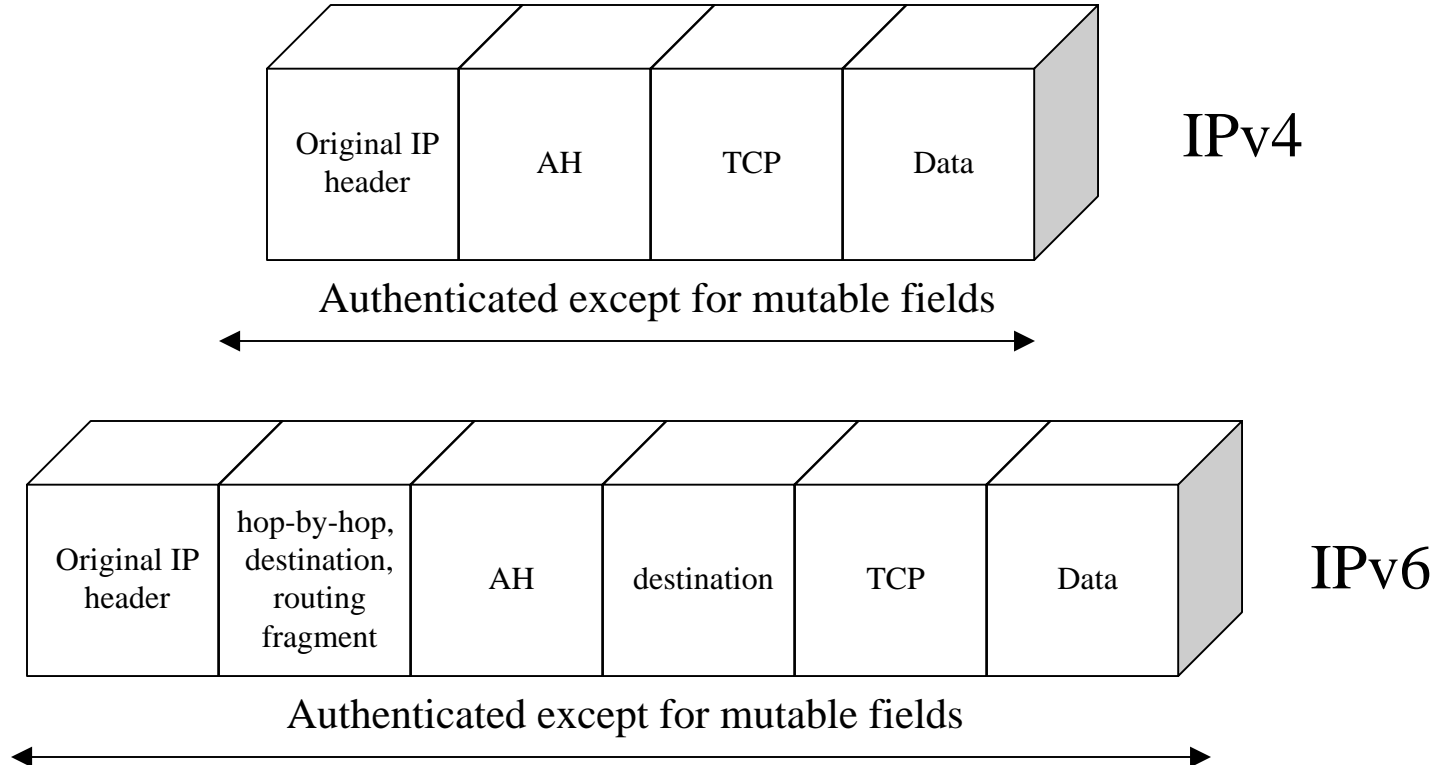 Original IP
header
AH
TCP
Data
IPv4
Authenticated except for mutable fields
Original IP
header
hop-by-hop,
destination,
routing
fragment
AH
destination
TCP
Data
IPv6
Authenticated except for mutable fields